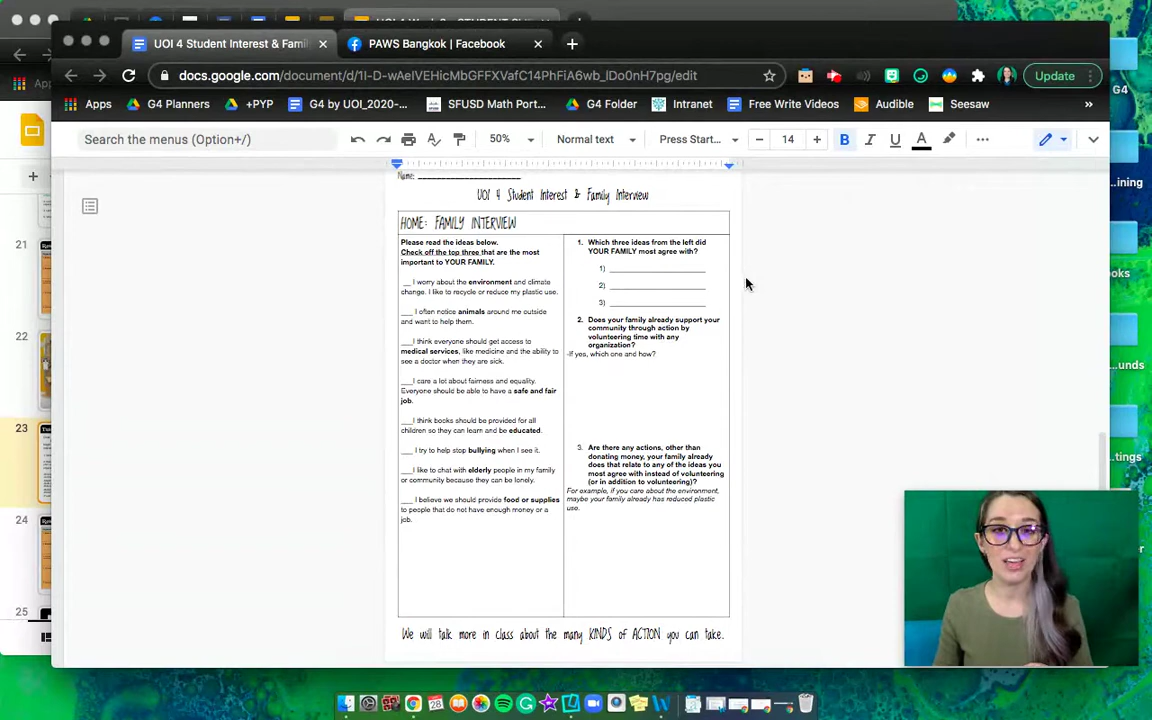 UOI 4 Student Interest & Famil
PAWS Bangkok | Facebook
docs.google.com/document/d/1I-D-wAeIVEHicMbGFFXVafC14PhFiA6wb_lDo0nH7pg/edit
Update
Apps
G4 Planners
+PYP
G4 by UOI_2020-...
SFUSD Math Port...
G4 Folder
Intranet
Free Write Videos
Audible
Seesaw
»
Search the menus (Option+/)
50%
Normal text
Press Start...
14
B
I
U
A
Name:
UOI 4 Student Interest & Family Interview
HOME: FAMILY INTERVIEW
Please read the ideas below.
Check off the top three that are the most
important to YOUR FAMILY.
__ I worry about the environment and climate
change. I like to recycle or reduce my plastic use.
___ I often notice animals around me outside
and want to help them.
___I think everyone should get access to
medical services, like medicine and the ability to
see a doctor when they are sick.
___I care a lot about fairness and equality.
Everyone should be able to have a safe and fair
job.
___I think books should be provided for all
children so they can learn and be educated.
___ I try to help stop bullying when I see it.
___I like to chat with elderly people in my family
or community because they can be lonely.
___ I believe we should provide food or supplies
to people that do not have enough money or a
job.
1. Which three ideas from the left did
YOUR FAMILY most agree with?
1)
2)
3)
2. Does your family already support your
community through action by
volunteering time with any
organization?
-If yes, which one and how?
3. Are there any actions, other than
donating money, your family already
does that relate to any of the ideas you
most agree with instead of volunteering
(or in addition to volunteering)?
For example, if you care about the environment,
maybe your family already has reduced plastic
use.
We will talk more in class about the many KINDS of ACTION you can take.
21
22
23
24
25
G4
...ining
ooks
...unds
...tings
er
28